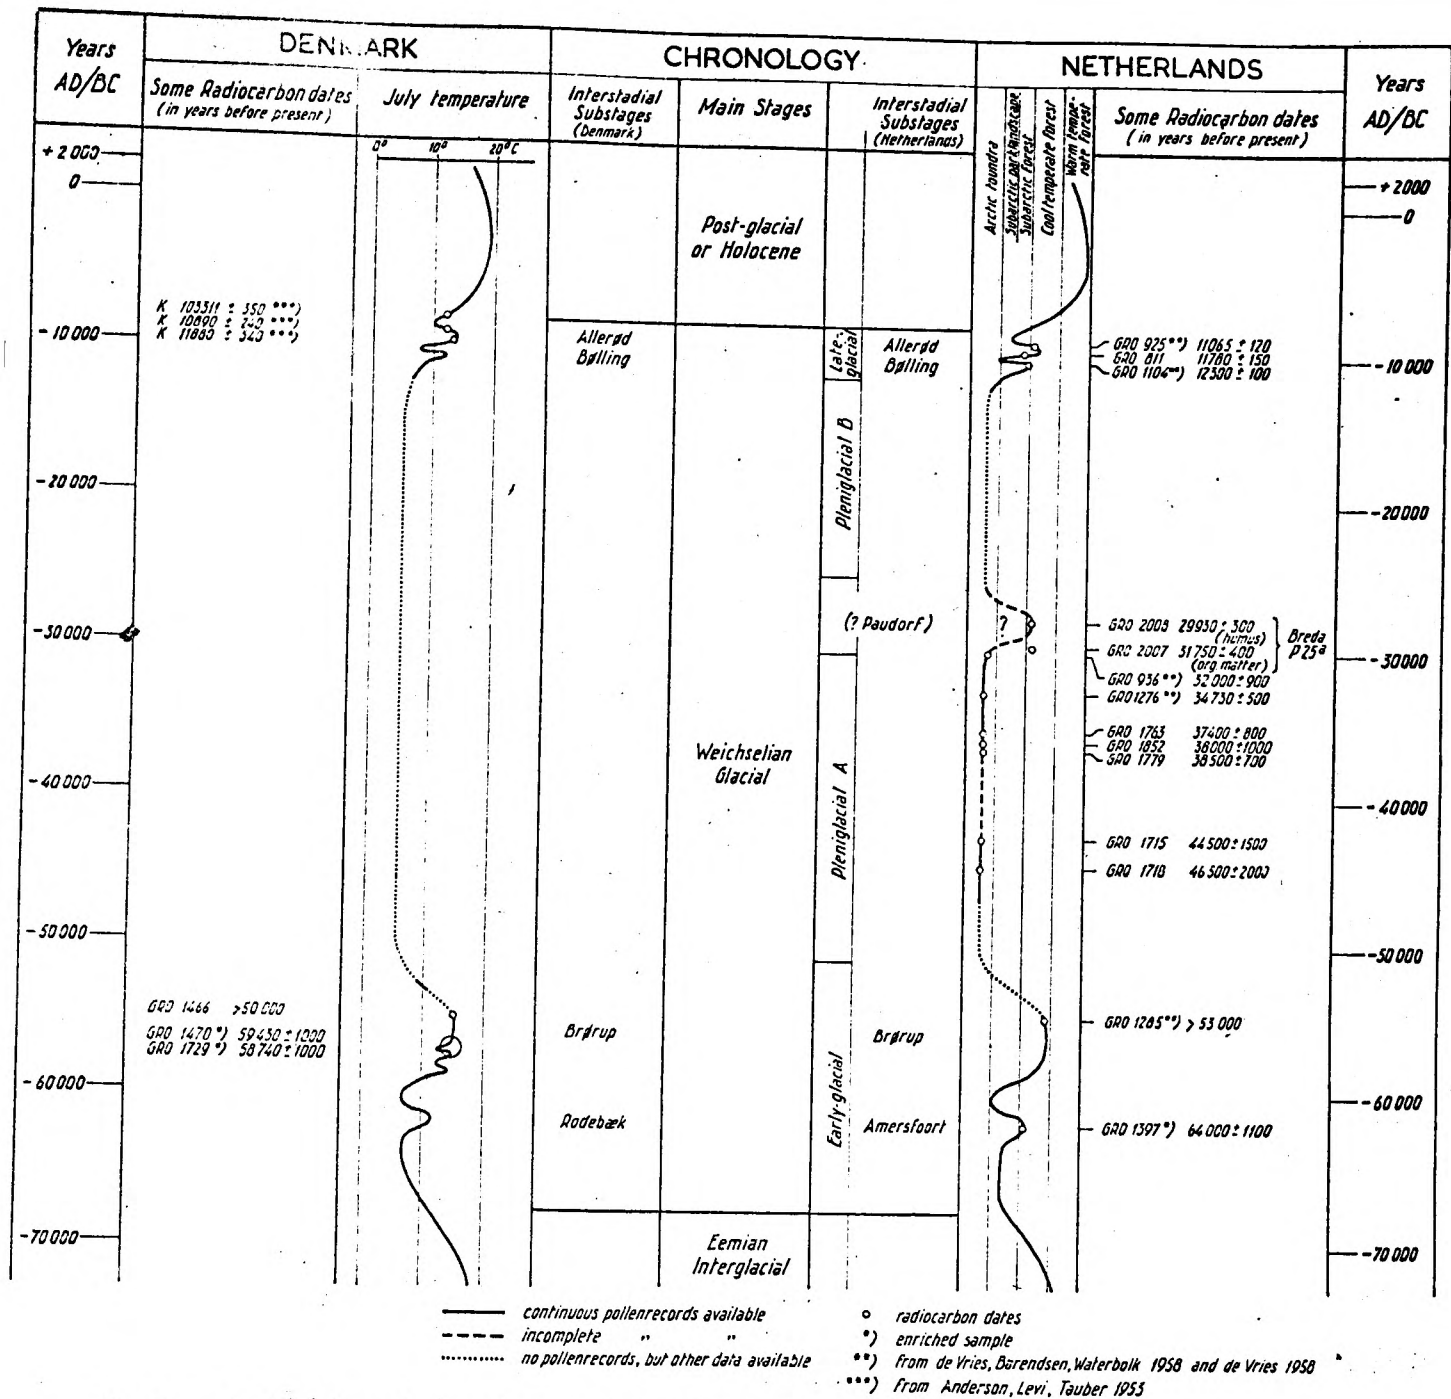 DENMARK
CHRONOLOGY
NETHERLANDS
Years
AD/BC
Some Radiocarbon dates
(in years before present)
July temperature
Interstadial
Substages
(Denmark)
Main Stages
Interstadial
Substages
(Netherlands)
Arctic toundra
Subarctic parklandscape
Subarctic Forest
Cool temperate forest
Warm tempe-
rate forest
Some Radiocarbon dates
(in years before present)
Years
AD/BC
0° 10° 20°C
+2000
0
-10000
-20000
-30000
-40000
-50000
-60000
-70000
K 10890 ± 240 ***)
K 11880 ± 340 ***)
GRO 1466 >50000
GRO 1470 *) 59450 ± 1000
GRO 1729 *) 58740 ± 1000
Allerød
Bølling
Brørup
Rodebæk
Post-glacial
or Holocene
Weichselian
Glacial
Eemian
Interglacial
Late-
glacial
Pleniglacial B
Pleniglacial A
Early-glacial
Allerød
Bølling
(? Paudorf)
Brørup
Amersfoort
?
GRO 925 **) 11065 ± 120
GRO 811 11780 ± 150
GRO 1104 **) 12300 ± 100
GRO 2008 29930 ± 300
(humus)
GRO 2007 31750 ± 400
(org matter)
Breda
P25a
GRO 936 **) 32000 ± 900
GRO 1276 **) 34730 ± 500
GRO 1763 37400 ± 800
GRO 1852 38000 ± 1000
GRO 1779 38500 ± 700
GRO 1715 44500 ± 1500
GRO 1718 46500 ± 2000
GRO 1285 **) > 53000
GRO 1397 *) 64000 ± 1100
+2000
0
-10000
-20000
-30000
-40000
-50000
-60000
-70000
continuous pollenrecords available
incomplete " "
no pollenrecords, but other data available
radiocarbon dates
*) enriched sample
**) from de Vries, Barendsen, Waterbolk 1958 and de Vries 1958
***) from Anderson, Levi, Tauber 1953